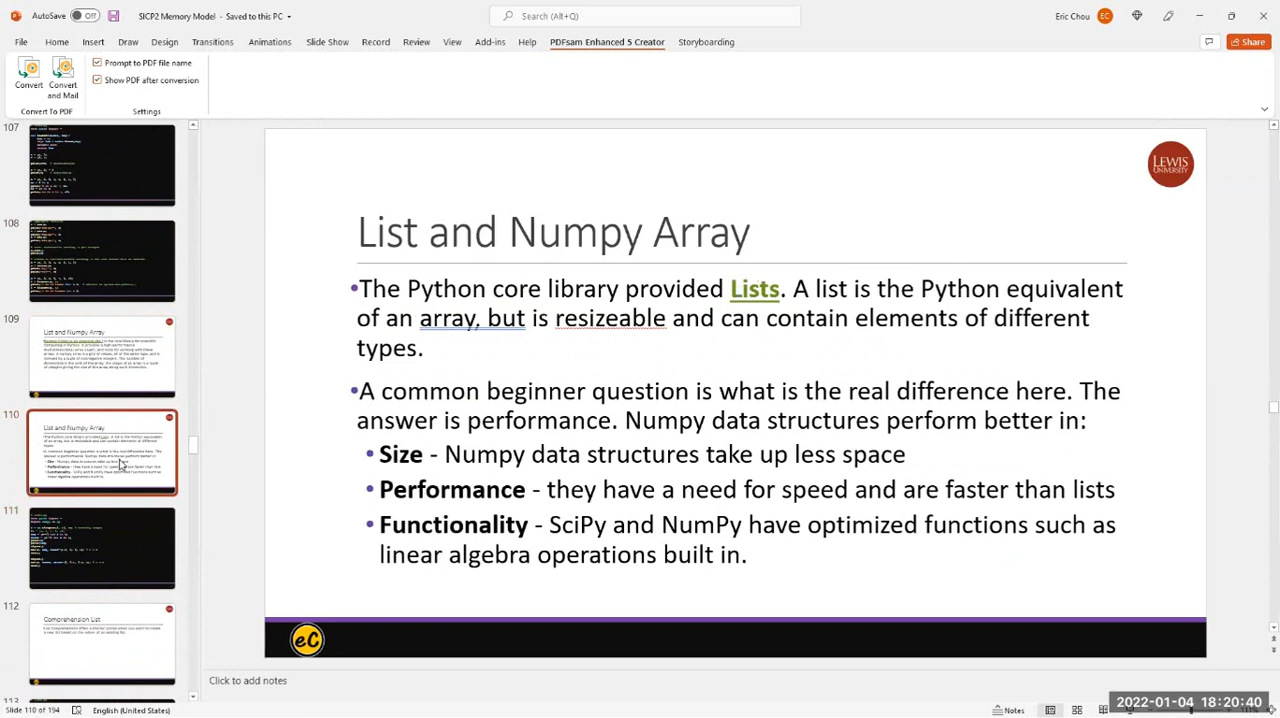 AutoSave Off SICP2 Memory Model - Saved to this PC Search (Alt+Q) Eric Chou EC
File Home Insert Draw Design Transitions Animations Slide Show Record Review View Add-ins Help PDFsam Enhanced 5 Creator Storyboarding Share
Convert Convert and Mail Prompt to PDF file name
Show PDF after conversion
Convert To PDF Settings
107
108
109
List and Numpy Array
110
List and Numpy Array
111
112
Comprehension List
113
LEWIS
UNIVERSITY
List and Numpy Array
•The Python core library provided Lists. A list is the Python equivalent
of an array, but is resizeable and can contain elements of different
types.
•A common beginner question is what is the real difference here. The
answer is performance. Numpy data structures perform better in:
• Size - Numpy data structures take up less space
• Performance - they have a need for speed and are faster than lists
• Functionality - SciPy and NumPy have optimized functions such as
linear algebra operations built in.
eC
Click to add notes
Slide 110 of 194 English (United States) Notes
2022-01-04 18:20:40